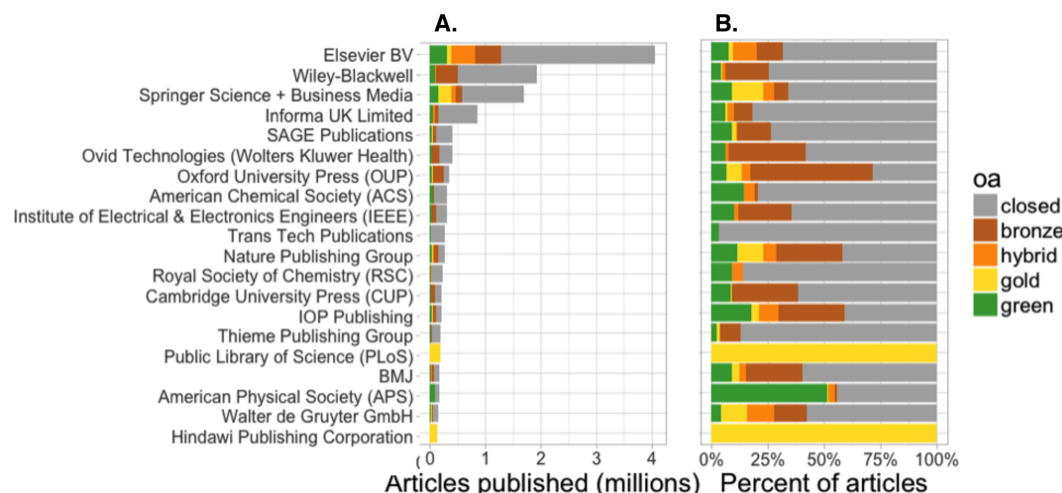 A.
B.
Elsevier BV
Wiley-Blackwell
Springer Science + Business Media
Informa UK Limited
SAGE Publications
Ovid Technologies (Wolters Kluwer Health)
Oxford University Press (OUP)
American Chemical Society (ACS)
Institute of Electrical & Electronics Engineers (IEEE)
Trans Tech Publications
Nature Publishing Group
Royal Society of Chemistry (RSC)
Cambridge University Press (CUP)
IOP Publishing
Thieme Publishing Group
Public Library of Science (PLoS)
BMJ
American Physical Society (APS)
Walter de Gruyter GmbH
Hindawi Publishing Corporation
( 0 1 2 3 4
Articles published (millions)
0% 25% 50% 75% 100%
Percent of articles
oa
closed
bronze
hybrid
gold
green